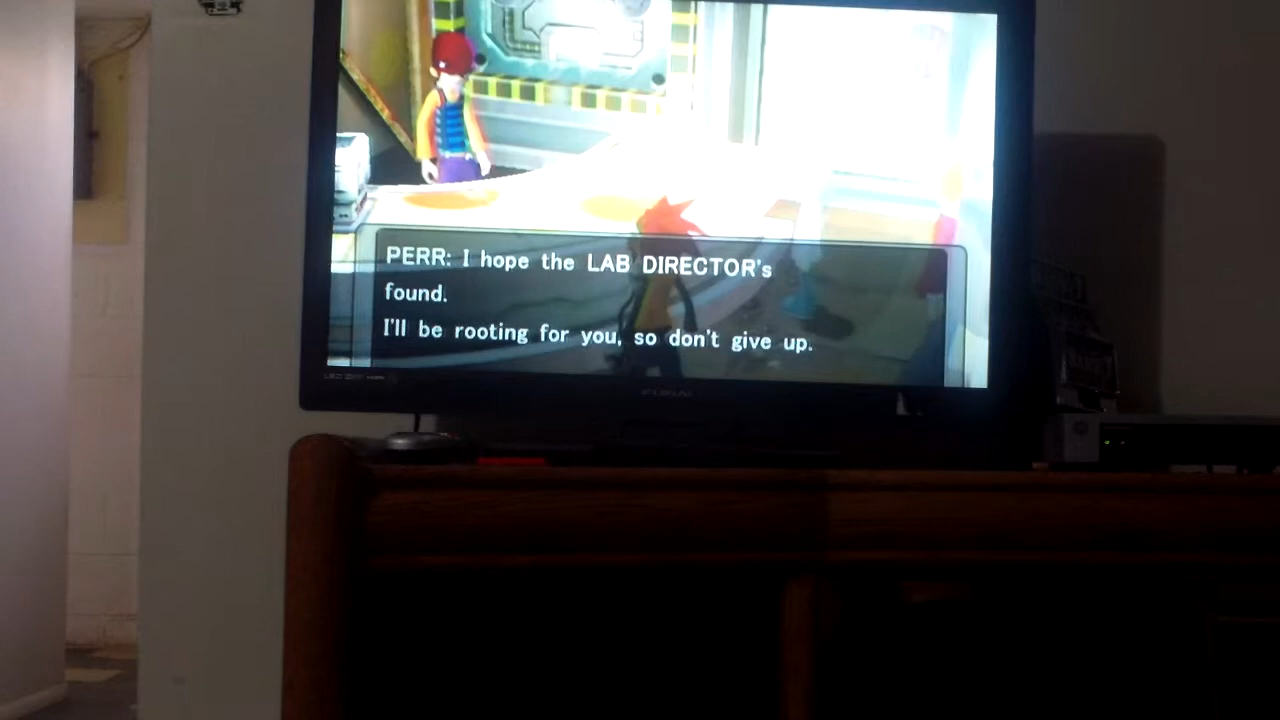 PERR: I hope the LAB DIRECTOR's
found.
I'll be rooting for you, so don't give up.